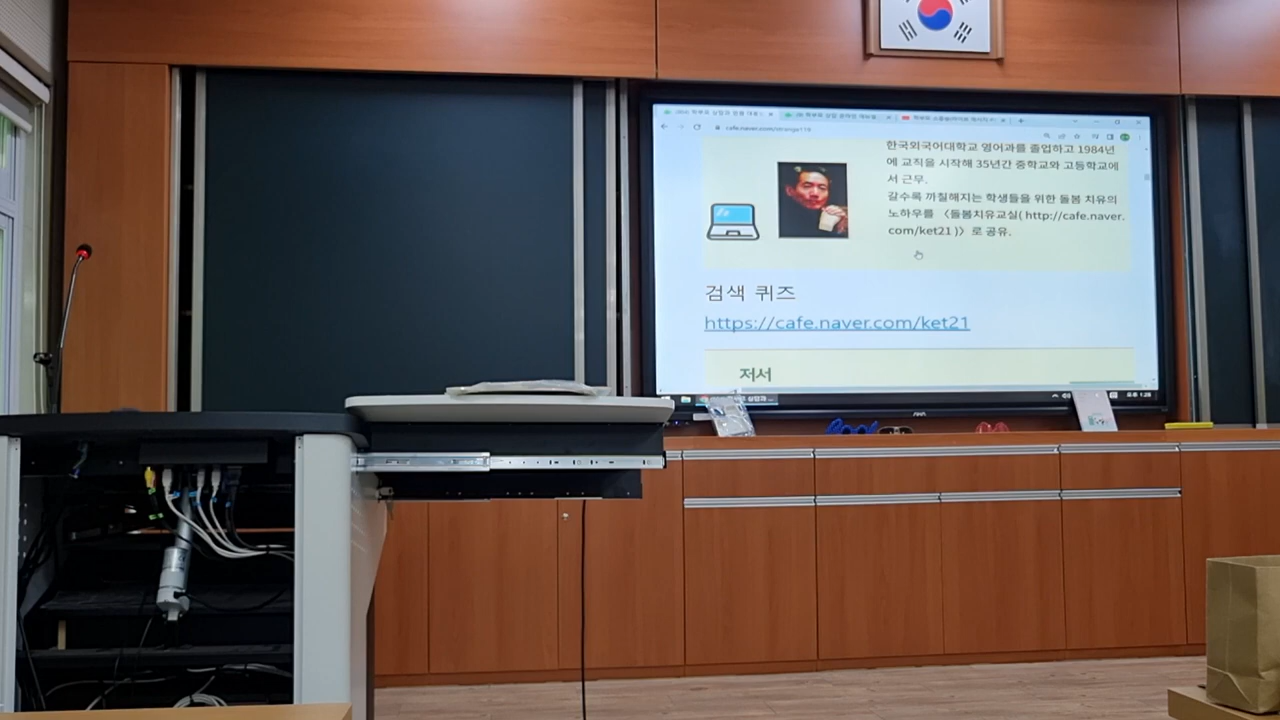 cafe.naver.com/strange119
한국외국어대학교 영어과를 졸업하고 1984년
에 교직을 시작해 35년간 중학교와 고등학교에
서 근무.
갈수록 까칠해지는 학생들을 위한 돌봄 치유의
노하우를 〈돌봄치유교실( http://cafe.naver.
com/ket21 )〉로 공유.
검색 퀴즈
https://cafe.naver.com/ket21
저서
오후 1:28